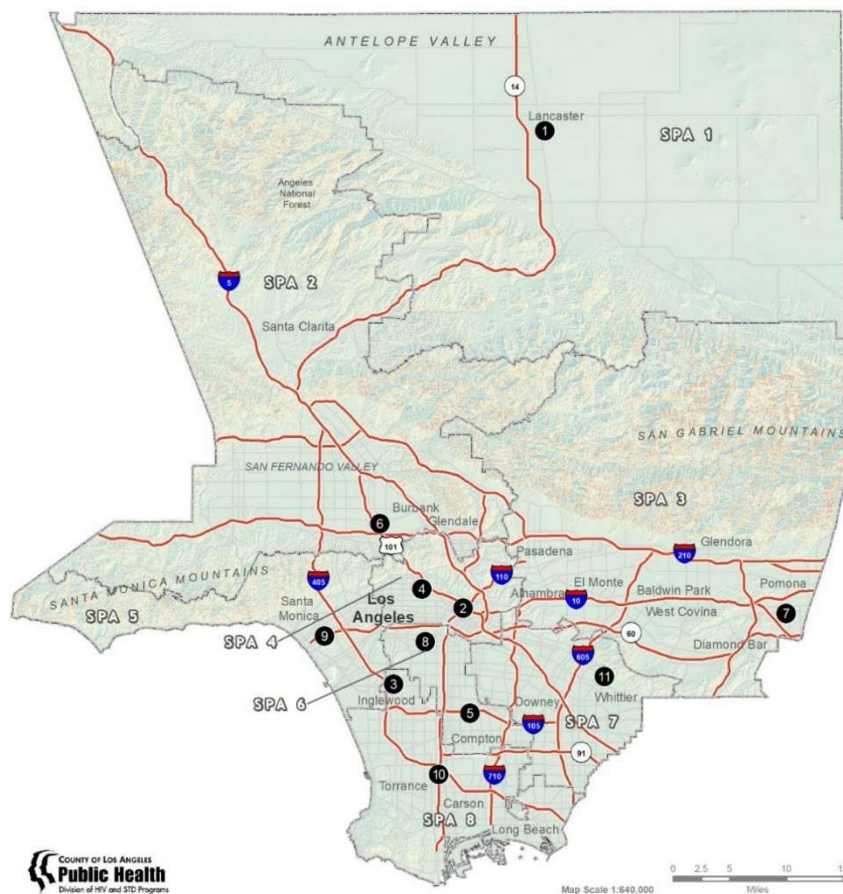 ANTELOPE VALLEY
14
Lancaster
1
SPA 1
Angeles
National
Forest
5
SPA 2
Santa Clarita
SAN GABRIEL MOUNTAINS
SAN FERNANDO VALLEY
SPA 3
Burbank
6
Glendale
101
Pasadena
210
Glendora
SANTA MONICA MOUNTAINS
405
110
4
Alhambra
El Monte
10
Baldwin Park
Pomona
SPA 5
Santa
Monica
Los
Angeles
2
West Covina
7
SPA 4
9
8
60
Diamond Bar
605
3
11
SPA 6
Inglewood
Whittier
5
Downey
SPA 7
105
Compton
91
10
710
Torrance
Carson
SPA 8
Long Beach
COUNTY OF LOS ANGELES
Public Health
Division of HIV and STD Programs
Map Scale 1:640,000
0 2.5 5 10
Miles